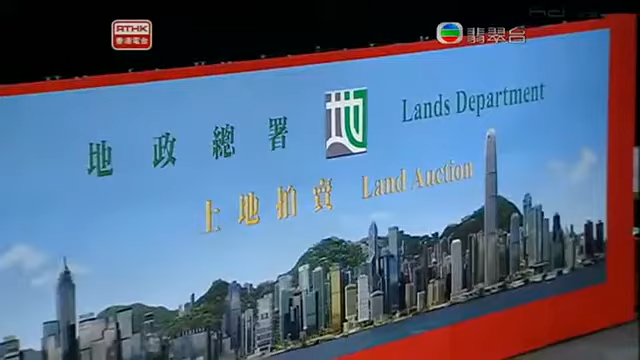 RTHK
香港電台
翡翠台
地政總署
地
Lands Department
土地拍賣 Land Auction